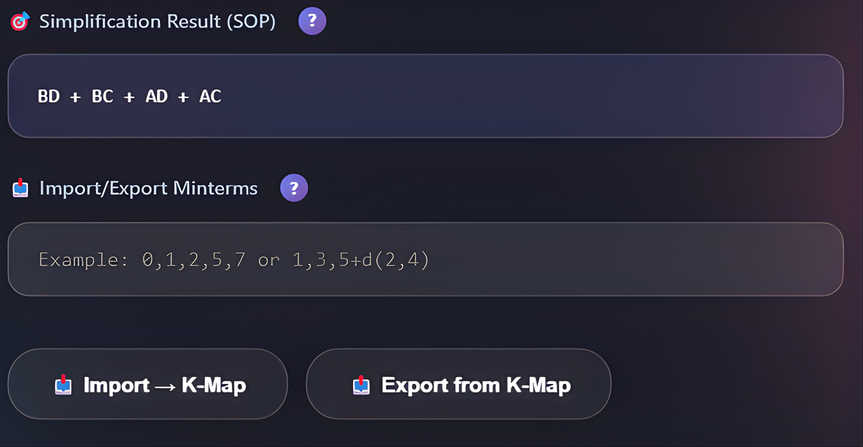 Simplification Result (SOP) ?
BD + BC + AD + AC
Import/Export Minterms ?
Example: 0,1,2,5,7 or 1,3,5+d(2,4)
Import → K-Map
Export from K-Map